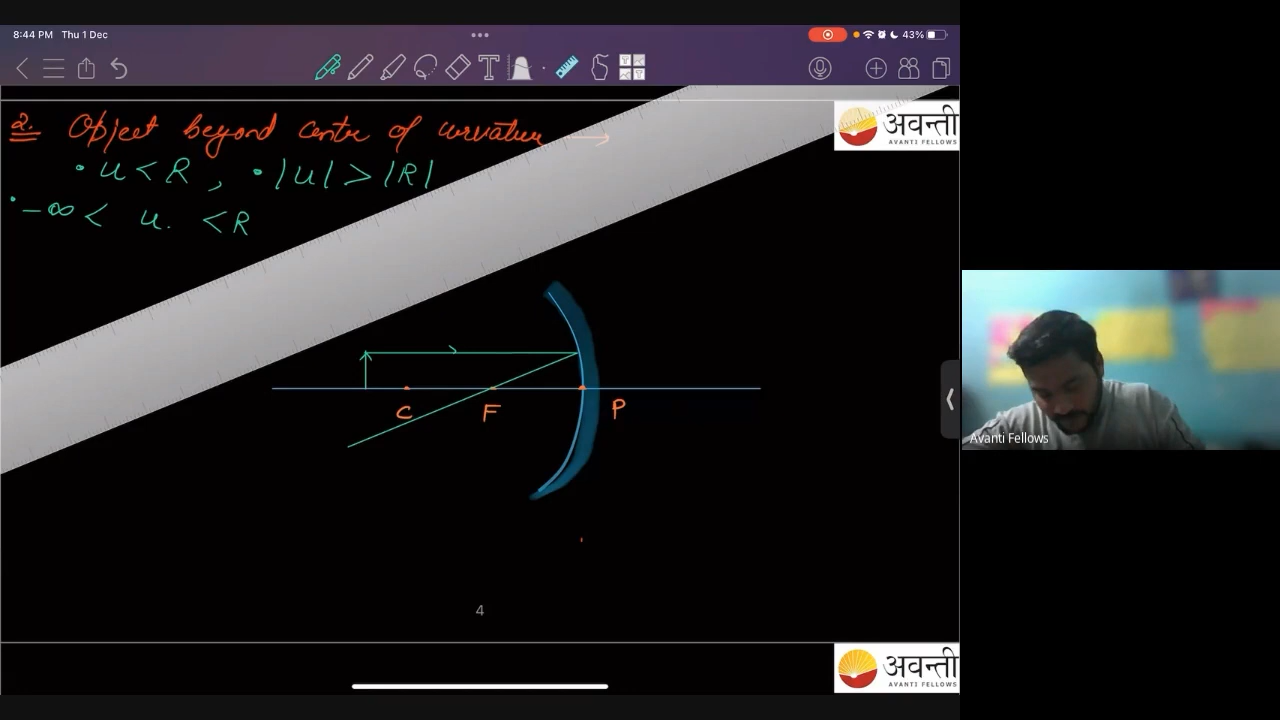 8:44 PM Thu 1 Dec
43%
2. Object beyond centre of curvature →
अवन्ती
AVANTI FELLOWS
• u < R , • |u| > |R|
• -∞ < u. < R
C F P
Avanti Fellows
4
अवन्ती
AVANTI FELLOWS